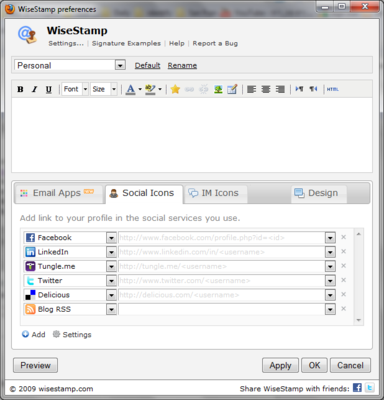 WiseStamp preferences
WiseStamp
Settings... | Signature Examples | Help | Report a Bug
Personal Default Rename
B I U Font Size A HTML
Email Apps NEW Social Icons IM Icons Design
Add link to your profile in the social services you use.
Facebook http://www.facebook.com/profile.php?id=<id>
LinkedIn http://www.linkedin.com/in/<username>
Tungle.me http://tungle.me/<username>
Twitter http://www.twitter.com/<username>
Delicious http://delicious.com/<username>
Blog RSS
Add Settings
Preview Apply OK Cancel
© 2009 wisestamp.com Share WiseStamp with friends: